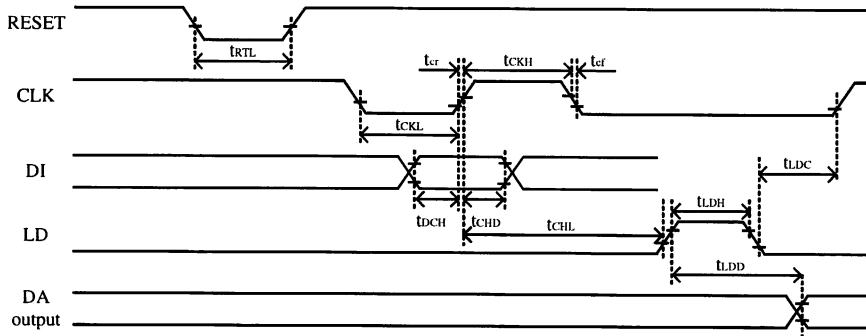 RESET
tRTL
tcr
tCKH
tcf
CLK
tCKL
DI
tLDC
tDCH
tCHD
tLDH
LD
tCHL
tLDD
DA
output